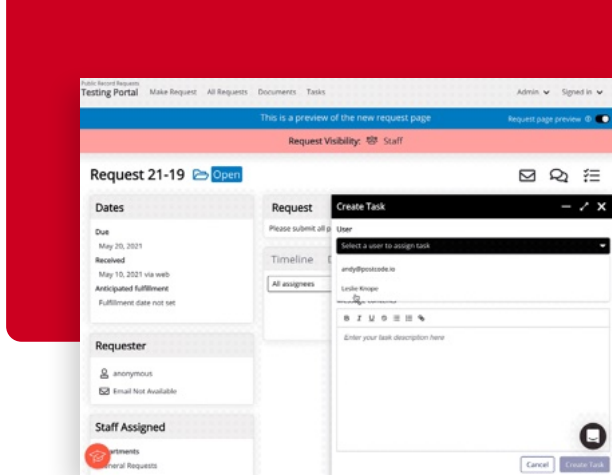 Public Record Requests
Testing Portal Make Request All Requests Documents Tasks Admin Signed in
This is a preview of the new request page Request page preview
Request Visibility: Staff
Request 21-19 Open
Dates
Due
May 20, 2021
Received
May 10, 2021 via web
Anticipated fulfillment
Fulfillment date not set
Requester
anonymous
Email Not Available
Staff Assigned
General Requests
Request
Please submit all p
Timeline D
All assignees
Create Task
User
Select a user to assign task
andy@postcode.io
Leslie Knope
B I U S
Enter your task description here
Cancel Create Task